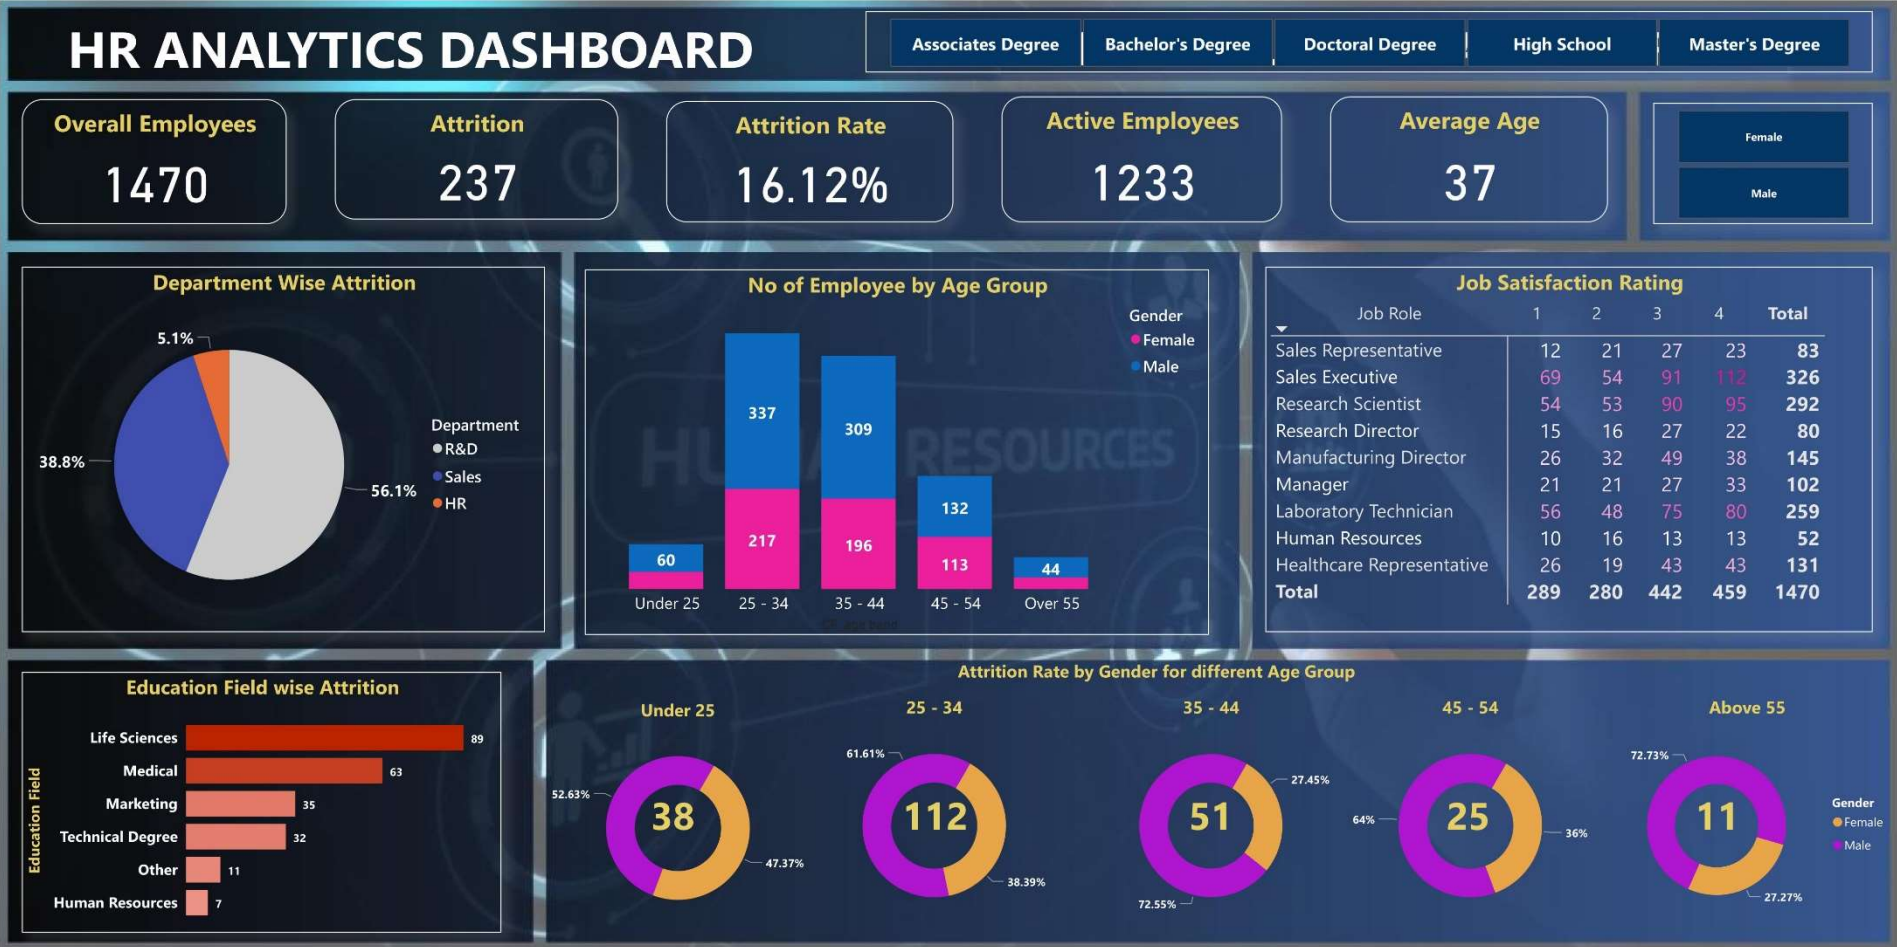 HR ANALYTICS DASHBOARD
Associates Degree
Bachelor's Degree
Doctoral Degree
High School
Master's Degree
Overall Employees
1470
Attrition
237
Attrition Rate
16.12%
Active Employees
1233
Average Age
37
Female
Male
Department Wise Attrition
5.1%
38.8%
56.1%
Department
R&D
Sales
HR
No of Employee by Age Group
Gender
Female
Male
337
309
132
60
217
196
113
44
Under 25
25 - 34
35 - 44
45 - 54
Over 55
RESOURCES
Job Satisfaction Rating
Job Role 1 2 3 4 Total
Sales Representative 12 21 27 23 83
Sales Executive 69 54 91 112 326
Research Scientist 54 53 90 95 292
Research Director 15 16 27 22 80
Manufacturing Director 26 32 49 38 145
Manager 21 21 27 33 102
Laboratory Technician 56 48 75 80 259
Human Resources 10 16 13 13 52
Healthcare Representative 26 19 43 43 131
Total 289 280 442 459 1470
Education Field wise Attrition
Education Field
Life Sciences 89
Medical 63
Marketing 35
Technical Degree 32
Other 11
Human Resources 7
Attrition Rate by Gender for different Age Group
Under 25
52.63%
38
47.37%
25 - 34
61.61%
112
38.39%
35 - 44
27.45%
51
72.55%
45 - 54
64%
25
36%
Above 55
72.73%
11
27.27%
Gender
Female
Male